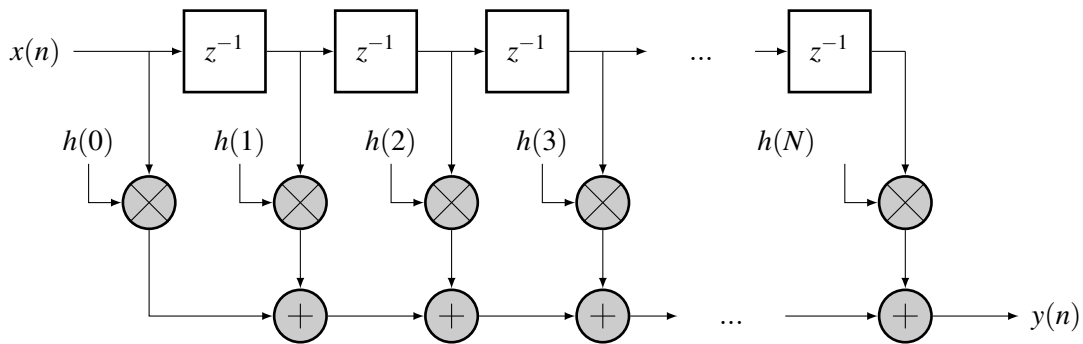 x(n) z⁻¹ z⁻¹ z⁻¹ ... z⁻¹
h(0) h(1) h(2) h(3) h(N)
+ + + ... + y(n)